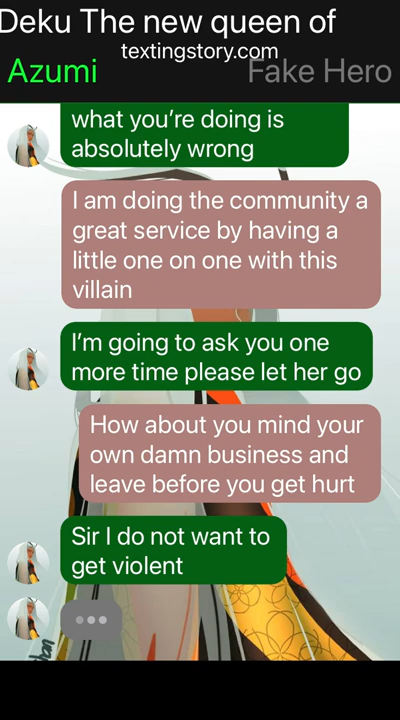 Deku The new queen of
textingstory.com
Azumi
Fake Hero
what you’re doing is
absolutely wrong
I am doing the community a
great service by having a
little one on one with this
villain
I’m going to ask you one
more time please let her go
How about you mind your
own damn business and
leave before you get hurt
Sir I do not want to
get violent